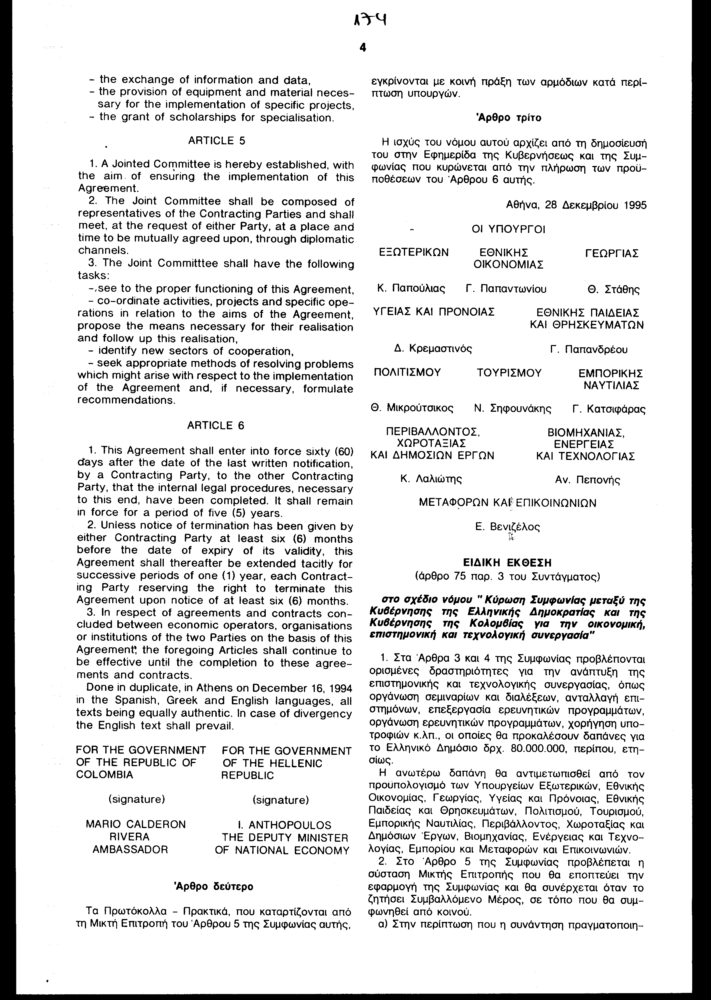 174
4
- the exchange of information and data,
- the provision of equipment and material neces-
sary for the implementation of specific projects,
- the grant of scholarships for specialisation.
ARTICLE 5
1. A Jointed Committee is hereby established, with
the aim of ensuring the implementation of this
Agreement.
2. The Joint Committee shall be composed of
representatives of the Contracting Parties and shall
meet, at the request of either Party, at a place and
time to be mutually agreed upon, through diplomatic
channels.
3. The Joint Committtee shall have the following
tasks:
- see to the proper functioning of this Agreement,
- co-ordinate activities, projects and specific ope-
rations in relation to the aims of the Agreement,
propose the means necessary for their realisation
and follow up this realisation,
- identify new sectors of cooperation,
- seek appropriate methods of resolving problems
which might arise with respect to the implementation
of the Agreement and, if necessary, formulate
recommendations.
ARTICLE 6
1. This Agreement shall enter into force sixty (60)
days after the date of the last written notification,
by a Contracting Party, to the other Contracting
Party, that the internal legal procedures, necessary
to this end, have been completed. It shall remain
in force for a period of five (5) years.
2. Unless notice of termination has been given by
either Contracting Party at least six (6) months
before the date of expiry of its validity, this
Agreement shall thereafter be extended tacitly for
successive periods of one (1) year, each Contract-
ing Party reserving the right to terminate this
Agreement upon notice of at least six (6) months.
3. In respect of agreements and contracts con-
cluded between economic operators, organisations
or institutions of the two Parties on the basis of this
Agreement, the foregoing Articles shall continue to
be effective until the completion to these agree-
ments and contracts.
Done in duplicate, in Athens on December 16, 1994
in the Spanish, Greek and English languages, all
texts being equally authentic. In case of divergency
the English text shall prevail.
FOR THE GOVERNMENT FOR THE GOVERNMENT
OF THE REPUBLIC OF OF THE HELLENIC
COLOMBIA REPUBLIC
(signature) (signature)
MARIO CALDERON I. ANTHOPOULOS
RIVERA THE DEPUTY MINISTER
AMBASSADOR OF NATIONAL ECONOMY
Άρθρο δεύτερο
Τα Πρωτόκολλα - Πρακτικά, που καταρτίζονται από
τη Μικτή Επιτροπή του Άρθρου 5 της Συμφωνίας αυτής,
εγκρίνονται με κοινή πράξη των αρμόδιων κατά περί-
πτωση υπουργών.
Άρθρο τρίτο
Η ισχύς του νόμου αυτού αρχίζει από τη δημοσίευσή
του στην Εφημερίδα της Κυβερνήσεως και της Συμ-
φωνίας που κυρώνεται από την πλήρωση των προϋ-
ποθέσεων του Άρθρου 6 αυτής.
Αθήνα, 28 Δεκεμβρίου 1995
ΟΙ ΥΠΟΥΡΓΟΙ
ΕΞΩΤΕΡΙΚΩΝ ΕΘΝΙΚΗΣ ΓΕΩΡΓΙΑΣ
ΟΙΚΟΝΟΜΙΑΣ
Κ. Παπούλιας Γ. Παπαντωνίου Θ. Στάθης
ΥΓΕΙΑΣ ΚΑΙ ΠΡΟΝΟΙΑΣ ΕΘΝΙΚΗΣ ΠΑΙΔΕΙΑΣ
ΚΑΙ ΘΡΗΣΚΕΥΜΑΤΩΝ
Δ. Κρεμαστινός Γ. Παπανδρέου
ΠΟΛΙΤΙΣΜΟΥ ΤΟΥΡΙΣΜΟΥ ΕΜΠΟΡΙΚΗΣ
ΝΑΥΤΙΛΙΑΣ
Θ. Μικρούτσικος Ν. Σηφουνάκης Γ. Κατσιφάρας
ΠΕΡΙΒΑΛΛΟΝΤΟΣ, ΒΙΟΜΗΧΑΝΙΑΣ,
ΧΩΡΟΤΑΞΙΑΣ ΕΝΕΡΓΕΙΑΣ
ΚΑΙ ΔΗΜΟΣΙΩΝ ΕΡΓΩΝ ΚΑΙ ΤΕΧΝΟΛΟΓΙΑΣ
Κ. Λαλιώτης Αν. Πεπονής
ΜΕΤΑΦΟΡΩΝ ΚΑΙ ΕΠΙΚΟΙΝΩΝΙΩΝ
Ε. Βενιζέλος
ΕΙΔΙΚΗ ΕΚΘΕΣΗ
(άρθρο 75 παρ. 3 του Συντάγματος)
στο σχέδιο νόμου "Κύρωση Συμφωνίας μεταξύ της
Κυβέρνησης της Ελληνικής Δημοκρατίας και της
Κυβέρνησης της Κολομβίας για την οικονομική,
επιστημονική και τεχνολογική συνεργασία"
1. Στα Άρθρα 3 και 4 της Συμφωνίας προβλέπονται
ορισμένες δραστηριότητες για την ανάπτυξη της
επιστημονικής και τεχνολογικής συνεργασίας, όπως
οργάνωση σεμιναρίων και διαλέξεων, ανταλλαγή επι-
στημόνων, επεξεργασία ερευνητικών προγραμμάτων,
οργάνωση ερευνητικών προγραμμάτων, χορήγηση υπο-
τροφιών κ.λπ., οι οποίες θα προκαλέσουν δαπάνες για
το Ελληνικό Δημόσιο δρχ. 80.000.000, περίπου, ετη-
σίως.
Η ανωτέρω δαπάνη θα αντιμετωπισθεί από τον
προϋπολογισμό των Υπουργείων Εξωτερικών, Εθνικής
Οικονομίας, Γεωργίας, Υγείας και Πρόνοιας, Εθνικής
Παιδείας και Θρησκευμάτων, Πολιτισμού, Τουρισμού,
Εμπορικής Ναυτιλίας, Περιβάλλοντος, Χωροταξίας και
Δημόσιων Έργων, Βιομηχανίας, Ενέργειας και Τεχνο-
λογίας, Εμπορίου και Μεταφορών και Επικοινωνιών.
2. Στο Άρθρο 5 της Συμφωνίας προβλέπεται η
σύσταση Μικτής Επιτροπής που θα εποπτεύει την
εφαρμογή της Συμφωνίας και θα συνέρχεται όταν το
ζητήσει Συμβαλλόμενο Μέρος, σε τόπο που θα συμ-
φωνηθεί από κοινού.
α) Στην περίπτωση που η συνάντηση πραγματοποιη-